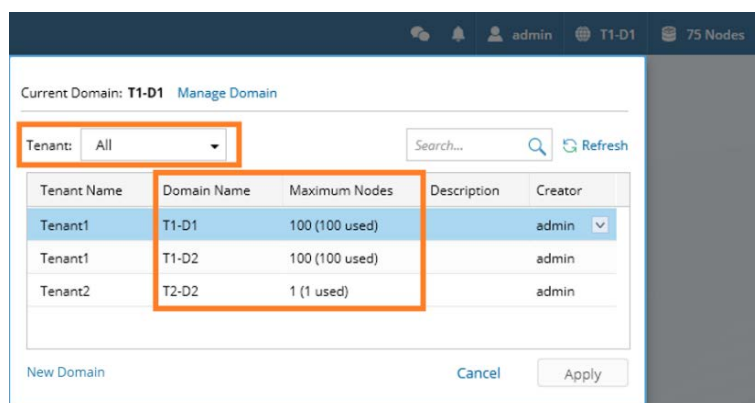 admin T1-D1 75 Nodes
Current Domain: T1-D1 Manage Domain
Tenant: All Search... Refresh
Tenant Name Domain Name Maximum Nodes Description Creator
Tenant1 T1-D1 100 (100 used) admin
Tenant1 T1-D2 100 (100 used) admin
Tenant2 T2-D2 1 (1 used) admin
New Domain Cancel Apply